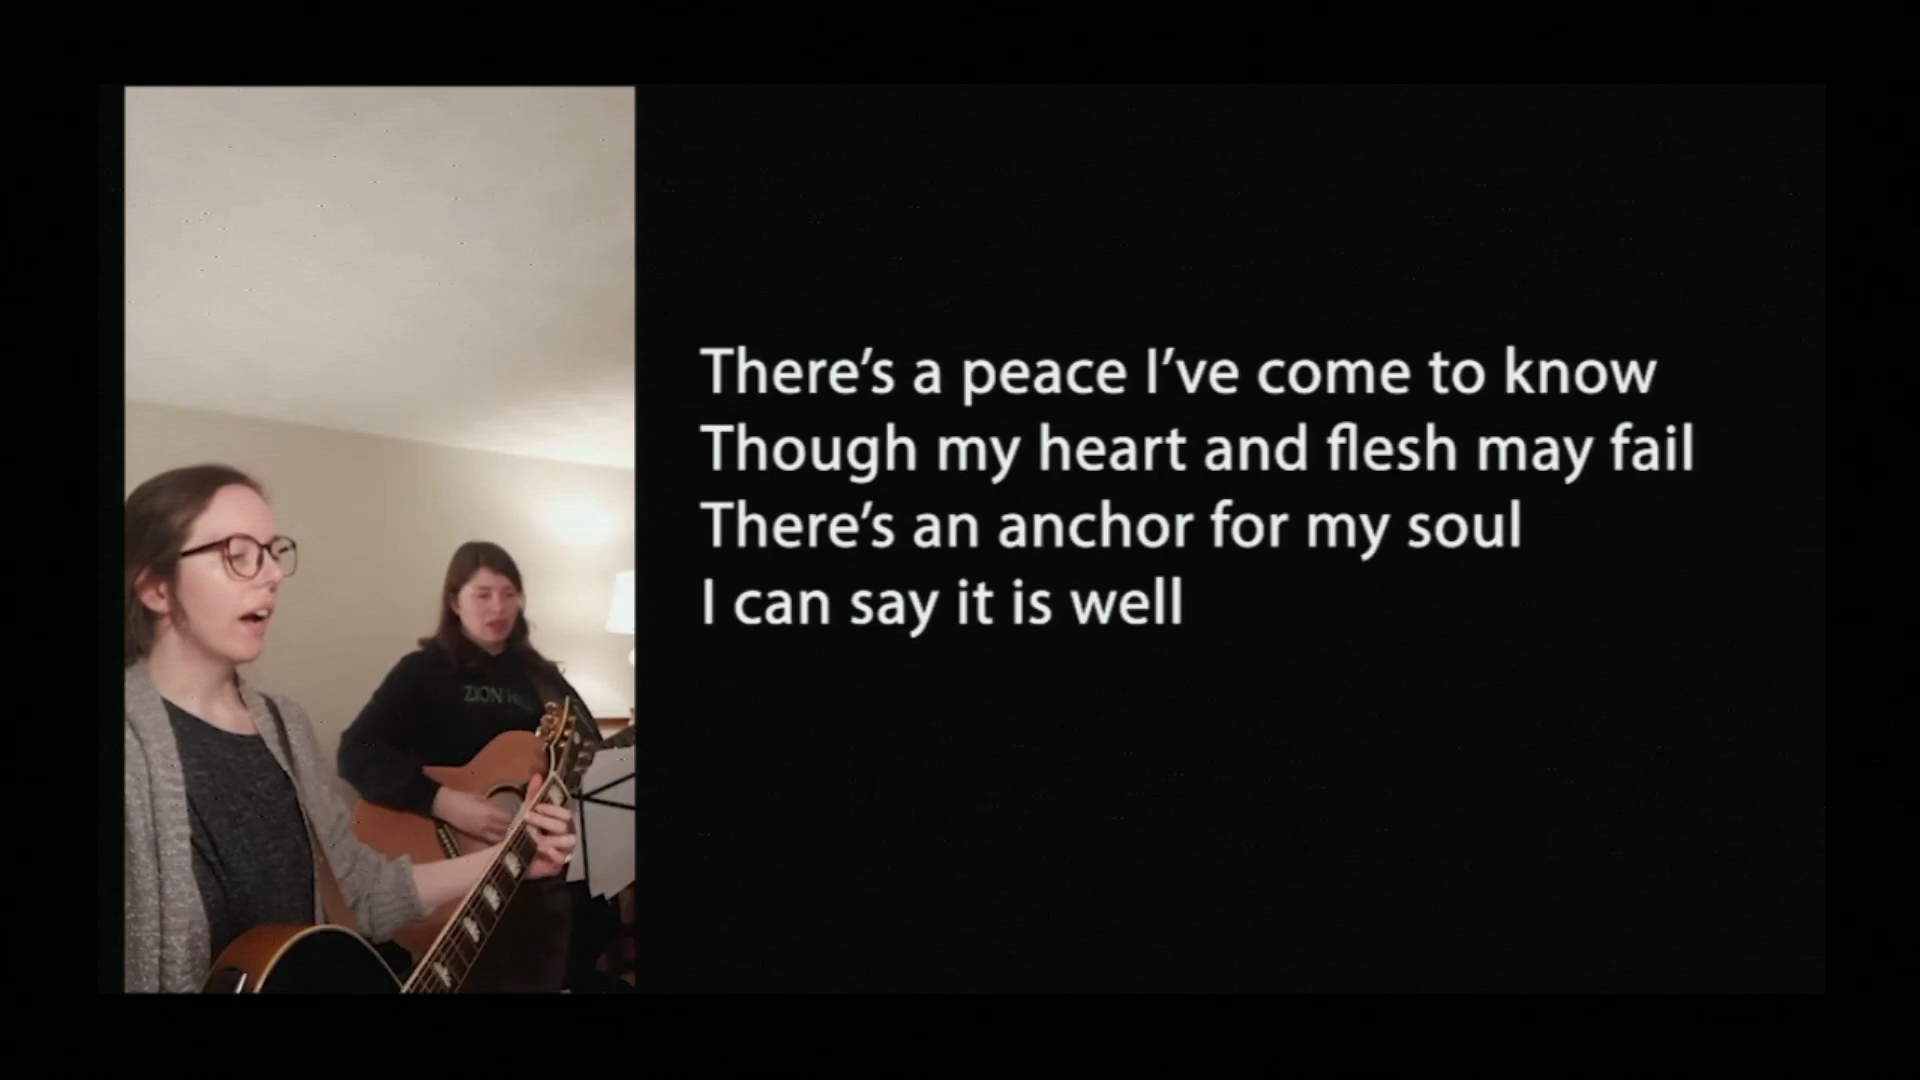 There's a peace I've come to know
Though my heart and flesh may fail
There's an anchor for my soul
I can say it is well
ZION